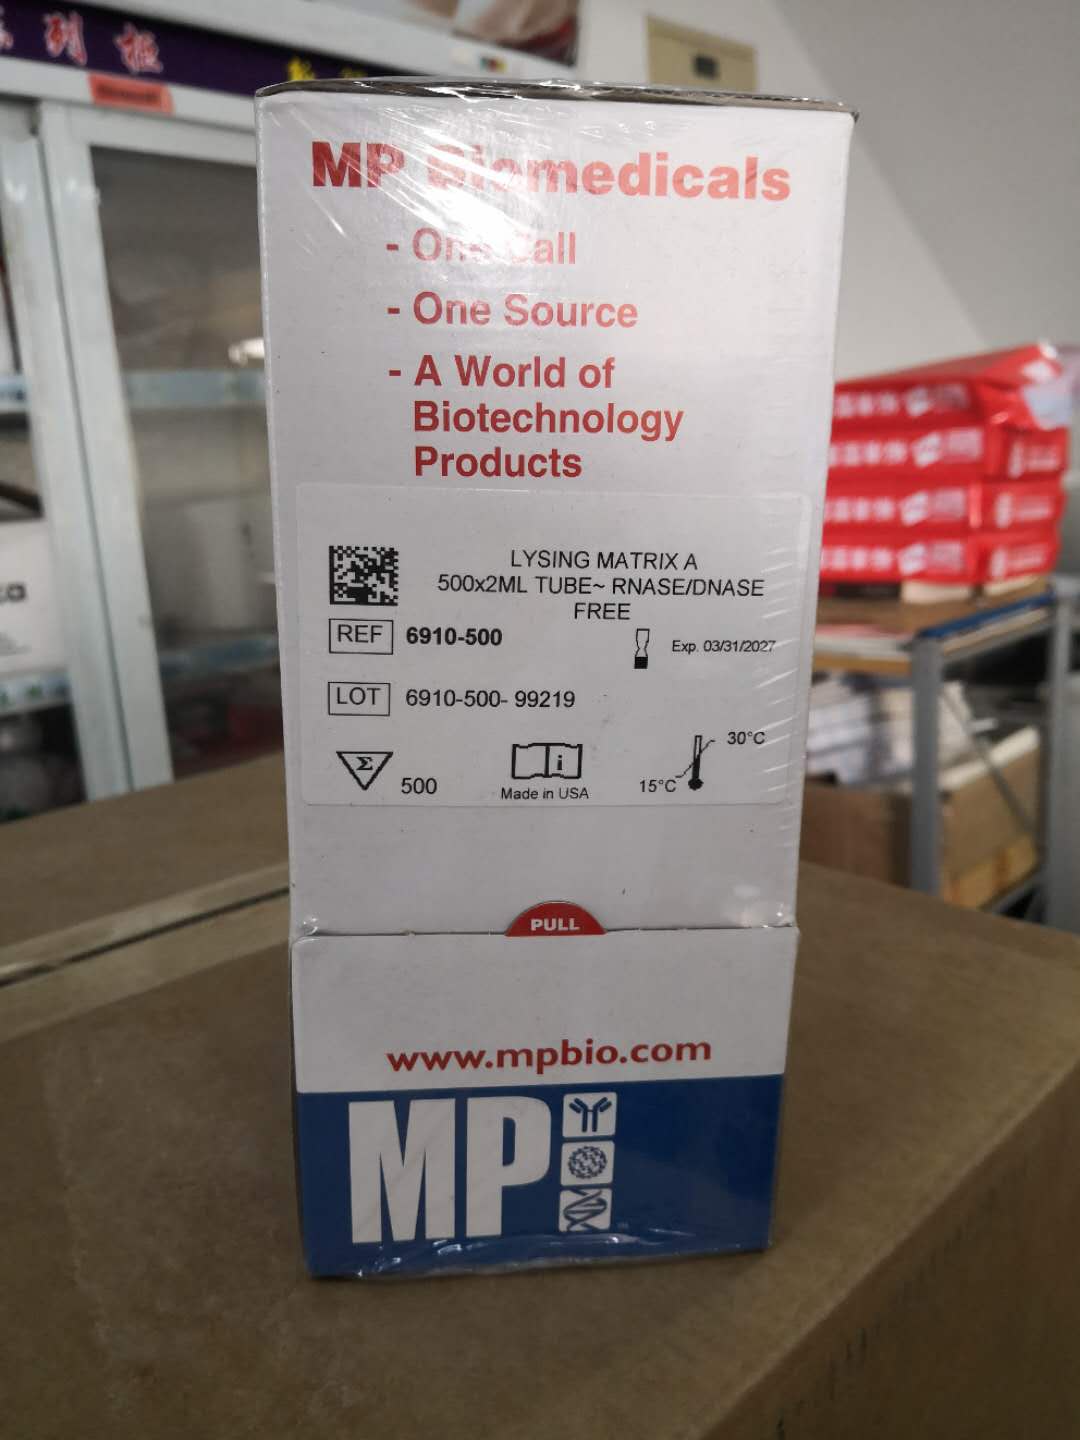 列柜
MP Biomedicals
- One Call
- One Source
- A World of
Biotechnology
Products
LYSING MATRIX A
500x2ML TUBE~ RNASE/DNASE
FREE
REF 6910-500
Exp. 03/31/2027
LOT 6910-500- 99219
30°C
Σ 500
i
15°C
Made in USA
PULL
www.mpbio.com
MP